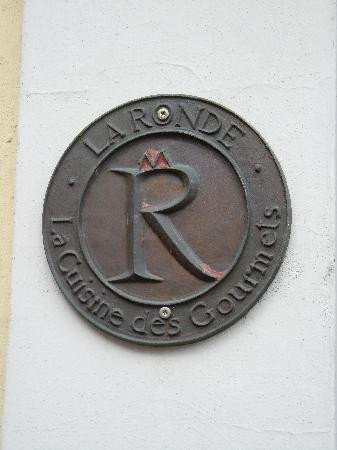 LA RONDE
R
La Cuisine des Gourmets